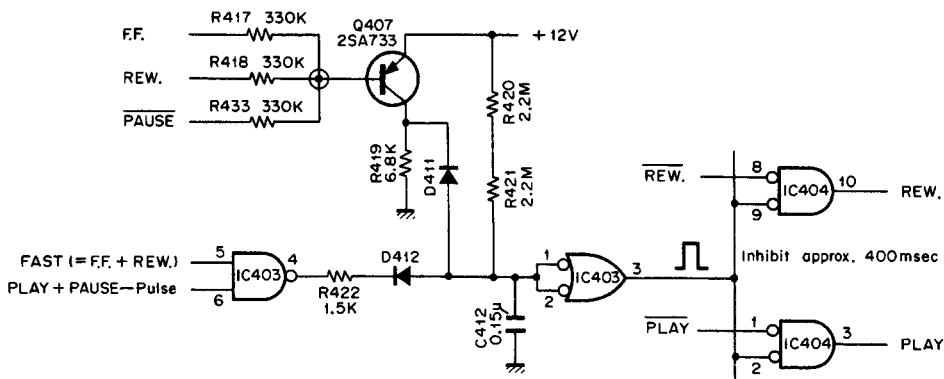 R417 330K
F.F.
Q407
2SA733
+12V
R418 330K
REW.
R433 330K
PAUSE
R420
2.2M
R419
6.8K
D411
R421
2.2M
REW.
8
9
IC404
10
REW.
FAST (= F.F. + REW.)
5
PLAY + PAUSE—Pulse
6
IC403
4
R422
1.5K
D412
C412
0.15μ
1
2
IC403
3
Inhibit approx. 400msec
PLAY
1
2
IC404
3
PLAY